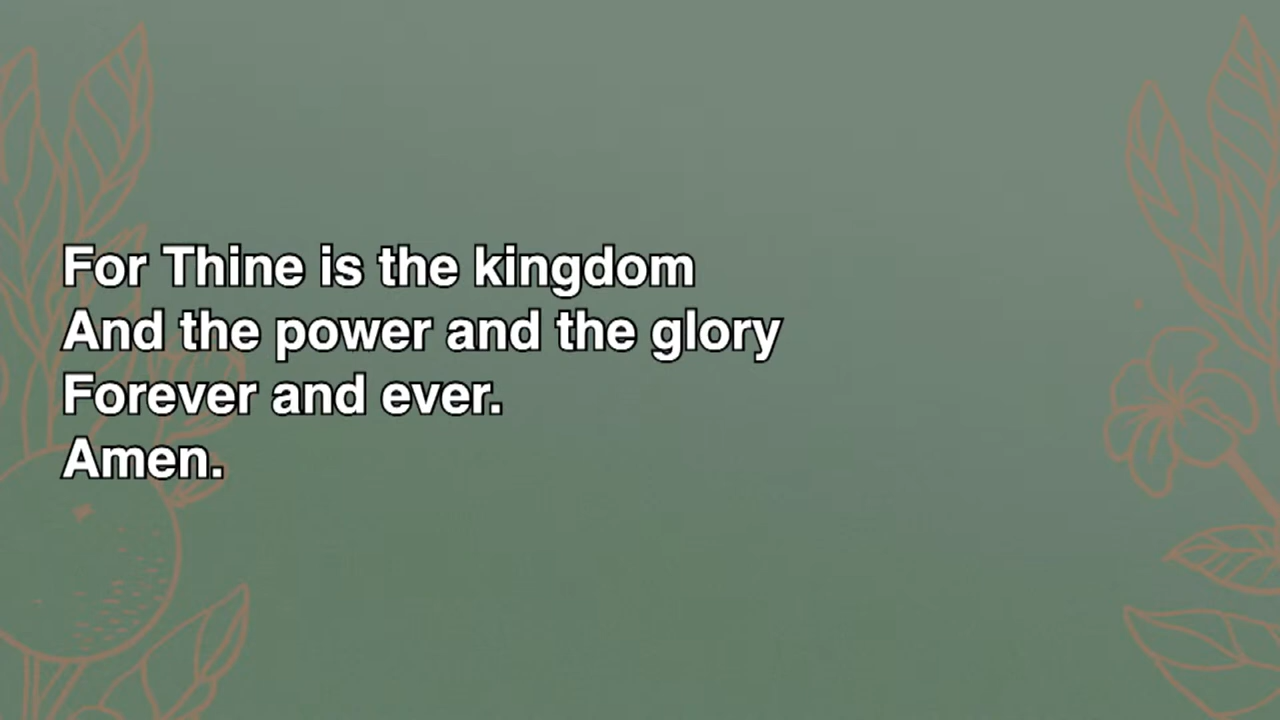 For Thine is the kingdom
And the power and the glory
Forever and ever.
Amen.